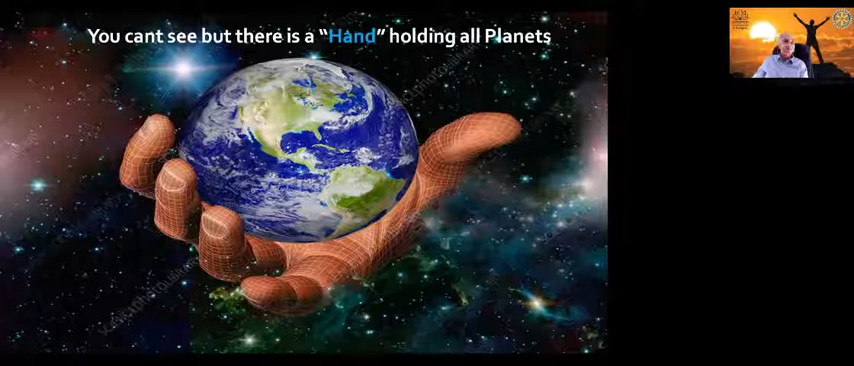 You cant see but there is a “Hand” holding all Planets